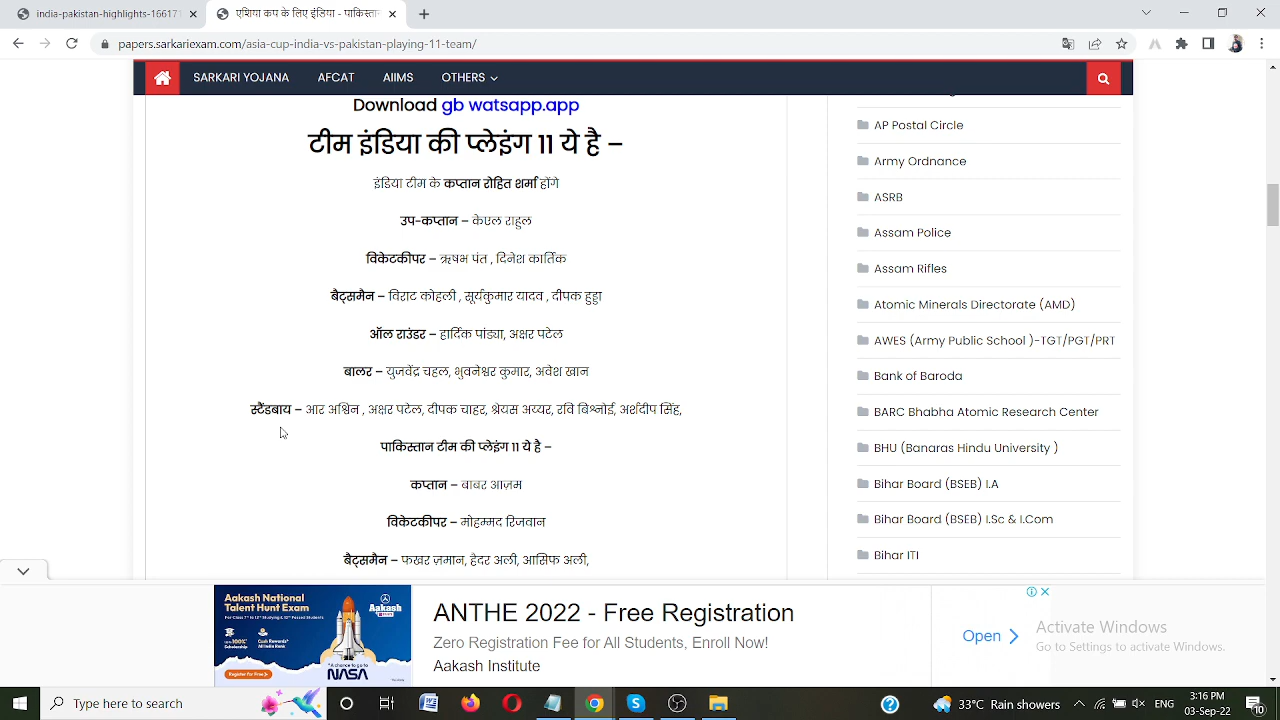 india-pakistan-highlights-166171
एशिया कप के लिए इंडिया - पाकिस्तान
papers.sarkariexam.com/asia-cup-india-vs-pakistan-playing-11-team/
SARKARI YOJANA AFCAT AIIMS OTHERS
Download gb watsapp.app
टीम इंडिया की प्लेइंग 11 ये है –
इंडिया टीम के कप्तान रोहित शर्मा होंगे
उप-कप्तान – केएल राहुल
विकेटकीपर – ऋषभ पंत , दिनेश कार्तिक
बैट्समैन – विराट कोहली , सूर्यकुमार यादव , दीपक हुड्डा
ऑल राउंडर – हार्दिक पांड्या, अक्षर पटेल
बालर – युजवेंद्र चहल, भुवनेश्वर कुमार, अवेश खान
स्टैंडबाय – आर अश्विन , अक्षर पटेल, दीपक चाहर, श्रेयस अय्यर, रवि बिश्नोई, अर्शदीप सिंह,
पाकिस्तान टीम की प्लेइंग 11 ये है –
कप्तान – बाबर आज़म
विकेटकीपर – मोहम्मद रिजवान
बैट्समैन – फखर ज़मान, हैदर अली, आसिफ अली,
AP Postal Circle
Army Ordnance
ASRB
Assam Police
Assam Rifles
Atomic Minerals Directorate (AMD)
AWES (Army Public School )-TGT/PGT/PRT
Bank of Baroda
BARC Bhabha Atomic Research Center
BHU (Banaras Hindu University )
Bihar Board (BSEB) I.A
Bihar Board (BSEB) I.Sc & I.Com
Bihar ITI
Aakash National
Talent Hunt Exam
Aakash
NASA
Register for Free
ANTHE 2022 - Free Registration
Zero Registration Fee for All Students, Enroll Now!
Aakash Institute
Open
Activate Windows
Go to Settings to activate Windows.
Type here to search
33°C Rain showers
ENG
3:16 PM
03-Sep-22